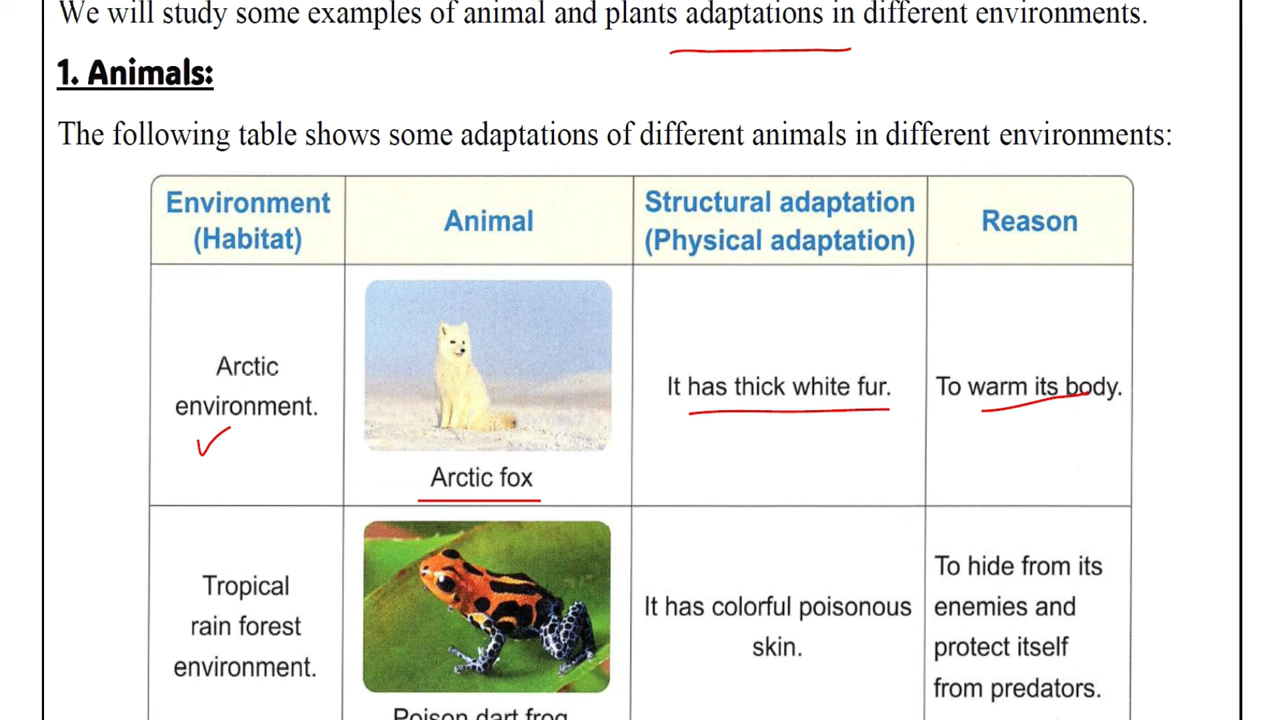 We will study some examples of animal and plants adaptations in different environments.
1. Animals:
The following table shows some adaptations of different animals in different environments:
Environment
(Habitat)
Animal
Structural adaptation
(Physical adaptation)
Reason
Arctic
environment.
Arctic fox
It has thick white fur.
To warm its body.
Tropical
rain forest
environment.
Poison dart frog
It has colorful poisonous
skin.
To hide from its
enemies and
protect itself
from predators.